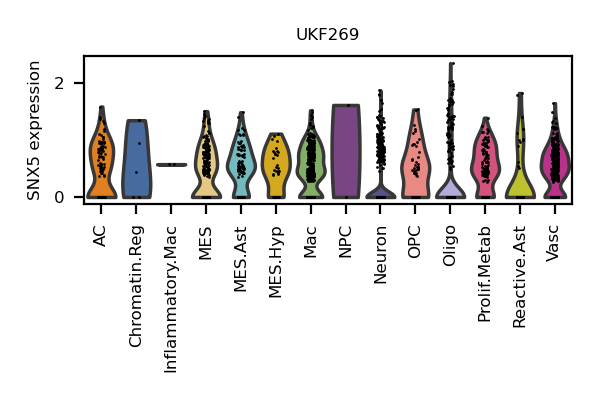 UKF269
SNX5 expression
2
0
AC
Chromatin.Reg
Inflammatory.Mac
MES
MES.Ast
MES.Hyp
Mac
NPC
Neuron
OPC
Oligo
Prolif.Metab
Reactive.Ast
Vasc